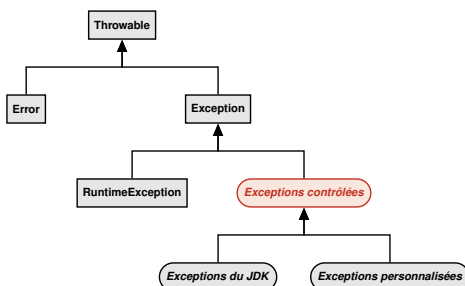 Throwable
Error
Exception
RuntimeException
Exceptions contrôlées
Exceptions du JDK
Exceptions personnalisées